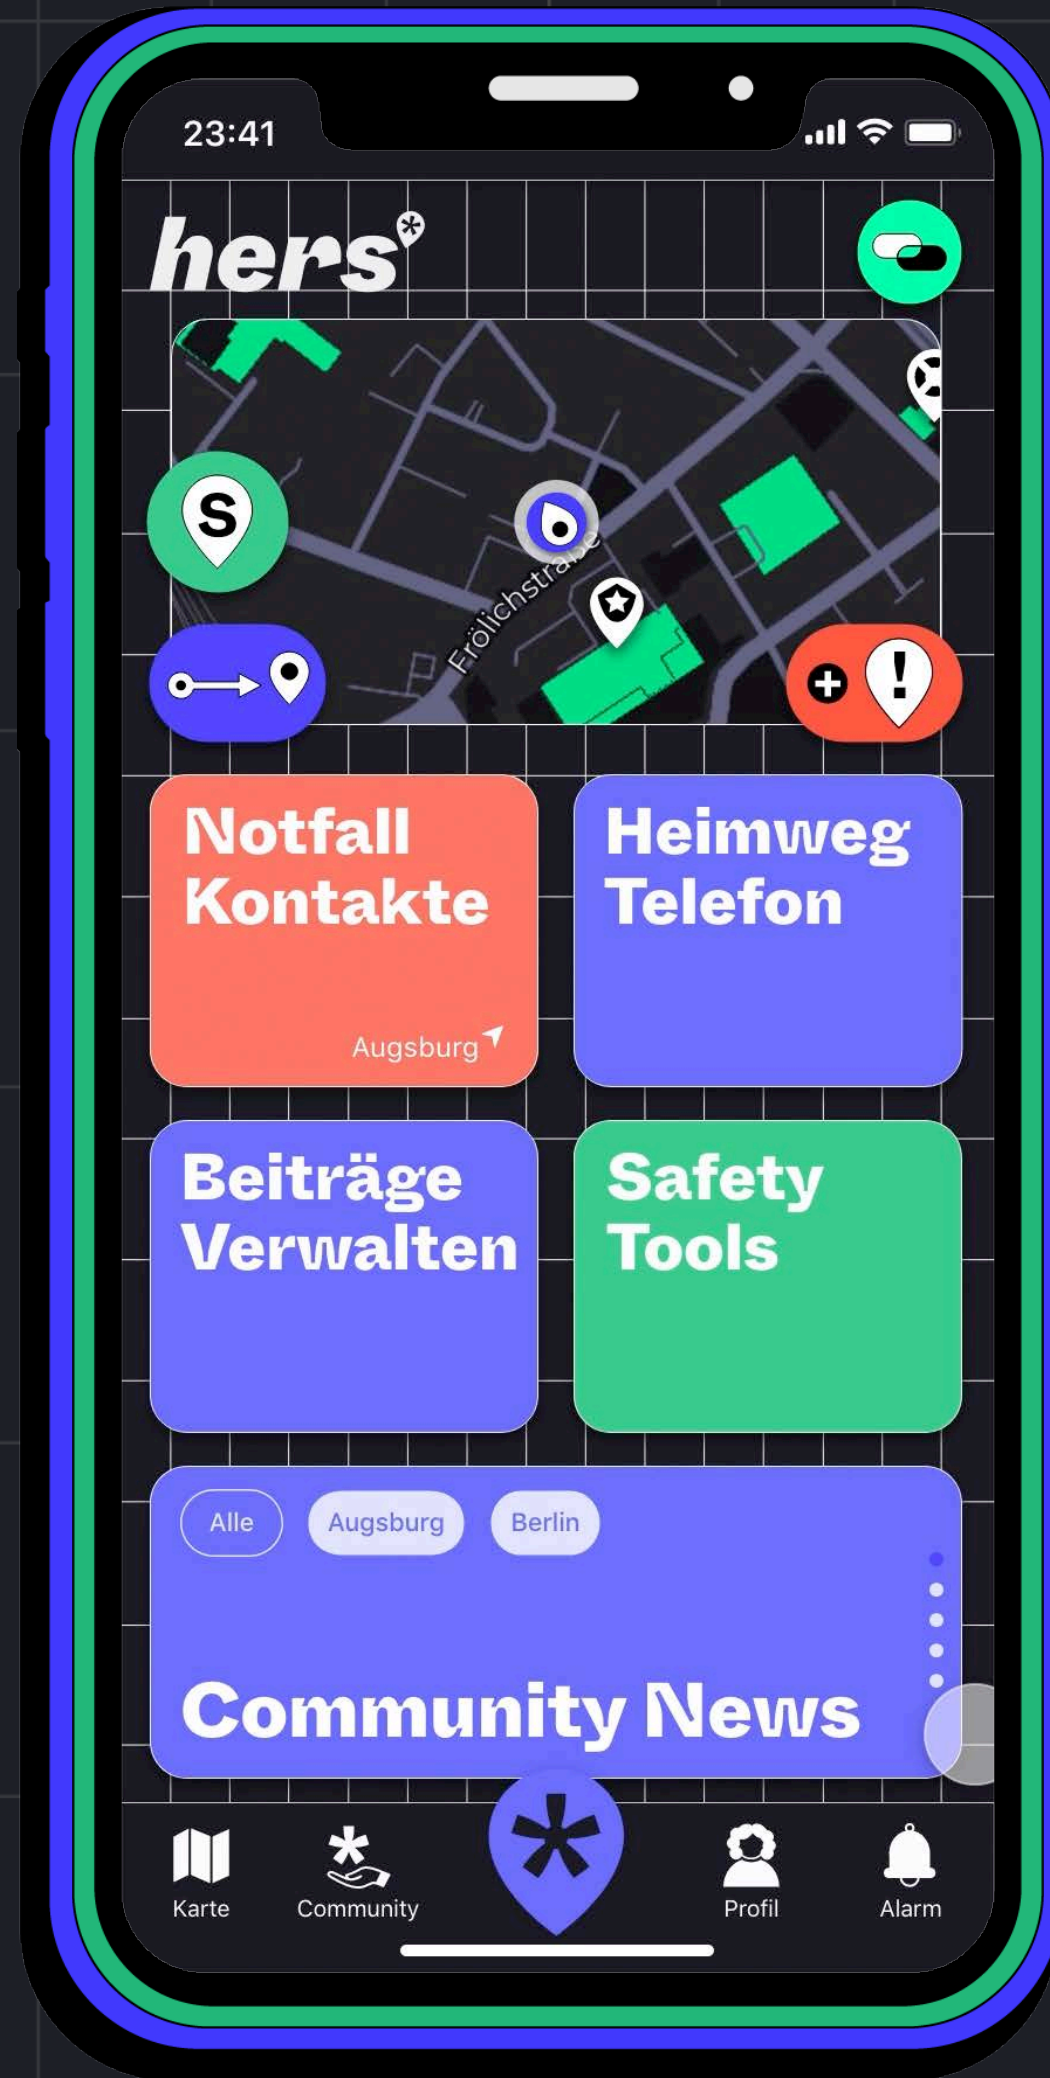 23:41
hers*
S
Frölichstraße
!
Notfall
Kontakte
Augsburg
Heimweg
Telefon
Beiträge
Verwalten
Safety
Tools
Alle
Augsburg
Berlin
Community News
Karte
Community
Profil
Alarm